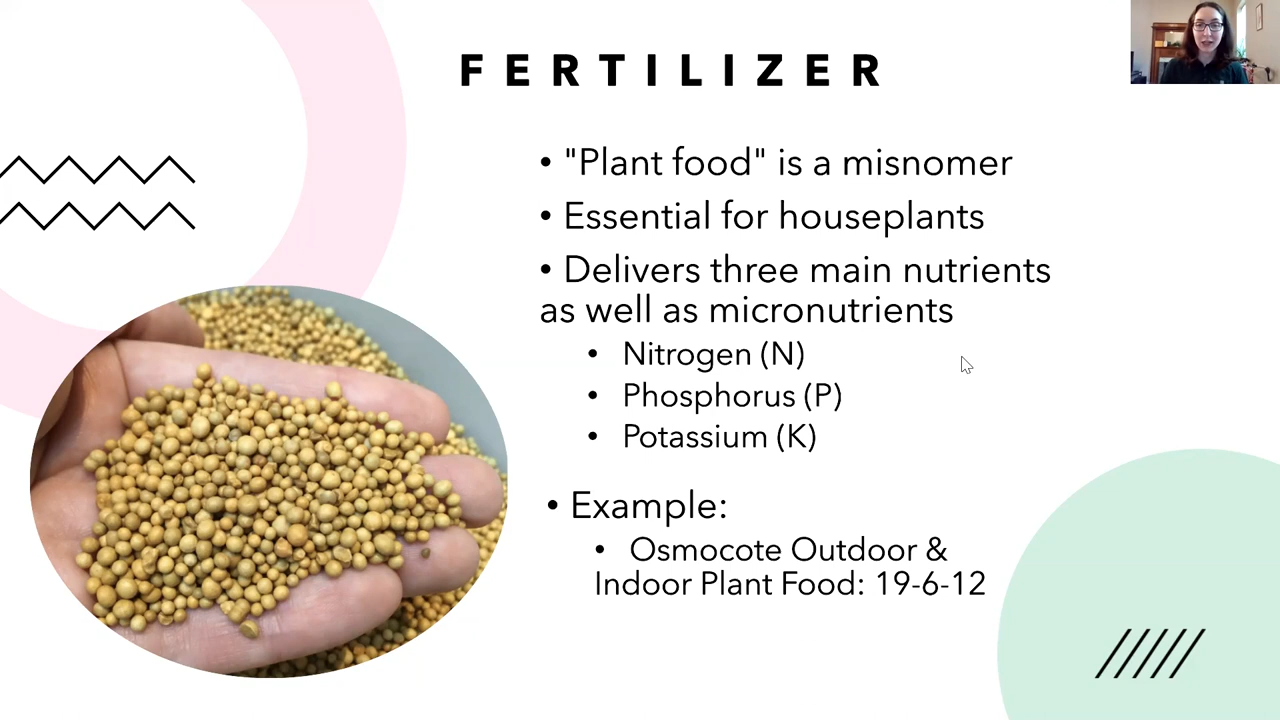 FERTILIZER
• "Plant food" is a misnomer
• Essential for houseplants
• Delivers three main nutrients
as well as micronutrients
• Nitrogen (N)
• Phosphorus (P)
• Potassium (K)
• Example:
• Osmocote Outdoor &
Indoor Plant Food: 19-6-12